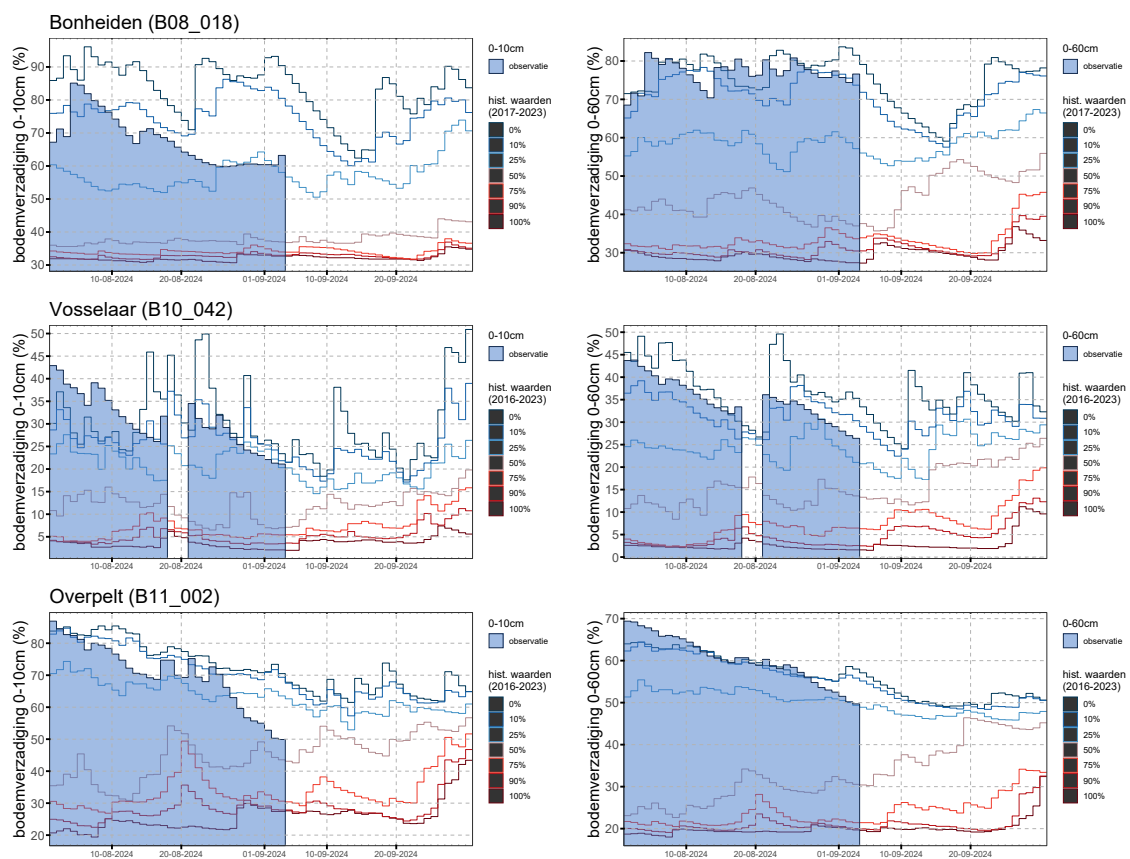 Bonheiden (B08_018)
bodemverzadiging 0-10cm (%)
90
80
70
60
50
40
30
10-08-2024 20-08-2024 01-09-2024 10-09-2024 20-09-2024
0-10cm
observatie
hist. waarden
(2017-2023)
0%
10%
25%
50%
75%
90%
100%
bodemverzadiging 0-60cm (%)
80
70
60
50
40
30
10-08-2024 20-08-2024 01-09-2024 10-09-2024 20-09-2024
0-60cm
observatie
hist. waarden
(2017-2023)
0%
10%
25%
50%
75%
90%
100%
Vosselaar (B10_042)
bodemverzadiging 0-10cm (%)
50
45
40
35
30
25
20
15
10
5
10-08-2024 20-08-2024 01-09-2024 10-09-2024 20-09-2024
0-10cm
observatie
hist. waarden
(2016-2023)
0%
10%
25%
50%
75%
90%
100%
bodemverzadiging 0-60cm (%)
50
45
40
35
30
25
20
15
10
5
0
10-08-2024 20-08-2024 01-09-2024 10-09-2024 20-09-2024
0-60cm
observatie
hist. waarden
(2016-2023)
0%
10%
25%
50%
75%
90%
100%
Overpelt (B11_002)
bodemverzadiging 0-10cm (%)
80
70
60
50
40
30
20
10-08-2024 20-08-2024 01-09-2024 10-09-2024 20-09-2024
0-10cm
observatie
hist. waarden
(2016-2023)
0%
10%
25%
50%
75%
90%
100%
bodemverzadiging 0-60cm (%)
70
60
50
40
30
20
10-08-2024 20-08-2024 01-09-2024 10-09-2024 20-09-2024
0-60cm
observatie
hist. waarden
(2016-2023)
0%
10%
25%
50%
75%
90%
100%